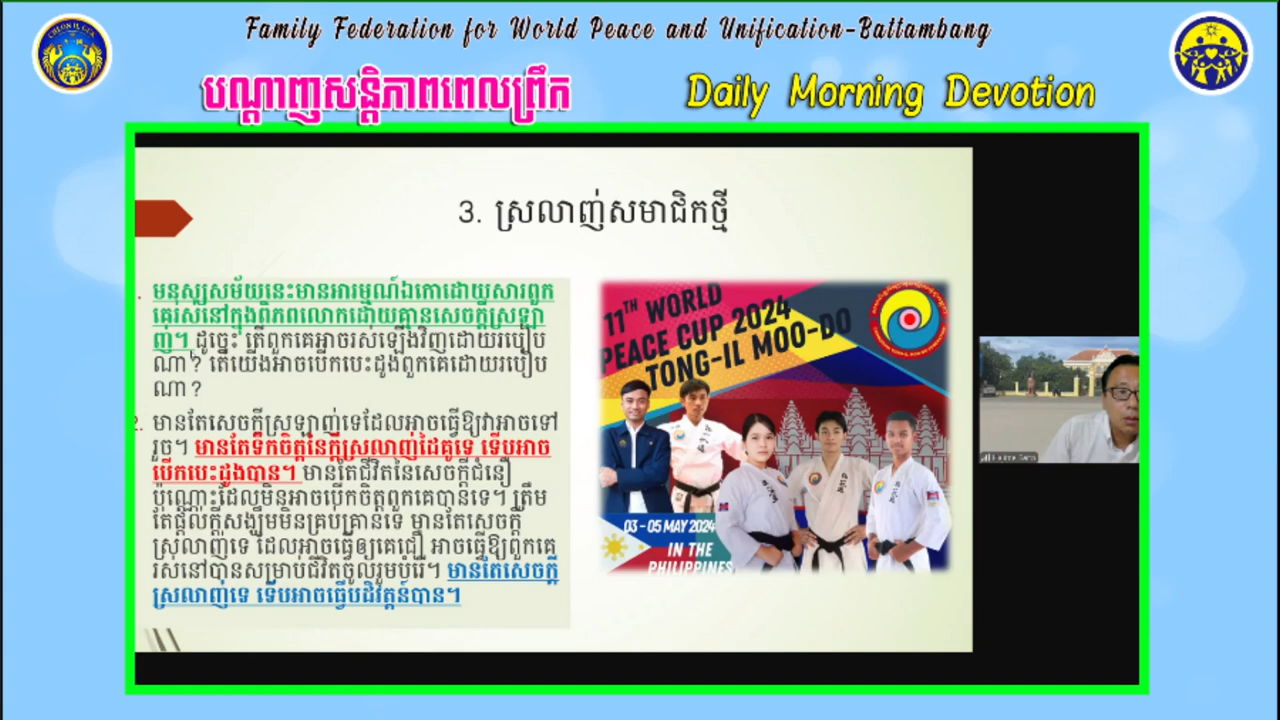 Family Federation for World Peace and Unification-Battambang
បណ្តាញសន្តិភាពពេលព្រឹក
Daily Morning Devotion
3. ស្រលាញ់សមាជិកថ្មី
មនុស្សសម័យនេះមានអារម្មណ៍ឯកោដោយសារពួក
គេរស់នៅក្នុងពិភពលោកដោយគ្មានសេចក្តីស្រឡា
ញ់។ ដូច្នេះ តើពួកគេអាចរស់ឡើងវិញដោយរបៀប
ណា? តើយើងអាចបើកបេះដូងពួកគេដោយរបៀប
ណា?
មានតែសេចក្តីស្រឡាញ់ទេដែលអាចធ្វើឱ្យវាអាចទៅ
រួច។ មានតែទឹកចិត្តនៃក្តីស្រលាញ់ដៃគូទេ ទើបអាច
បើកបេះដូងបាន។ មានតែជីវិតនៃសេចក្តីជំនឿ
ប៉ុណ្ណោះដែលមិនអាចបើកចិត្តពួកគេបានទេ។ ត្រឹម
តែផ្តល់ក្តីសង្ឃឹមមិនគ្រប់គ្រាន់ទេ មានតែសេចក្តី
ស្រលាញ់ទេ ដែលអាចធ្វើឲ្យគេជឿ អាចធ្វើឱ្យពួកគេ
រស់នៅបានសម្រាប់ជីវិតចូលរួមបំរើ។ មានតែសេចក្តី
ស្រលាញ់ទេ ទើបអាចធ្វើបដិវត្តន៍បាន។
11TH WORLD
PEACE CUP 2024
TONG-IL MOO-DO
03 - 05 MAY 2024
IN THE
PHILIPPINES